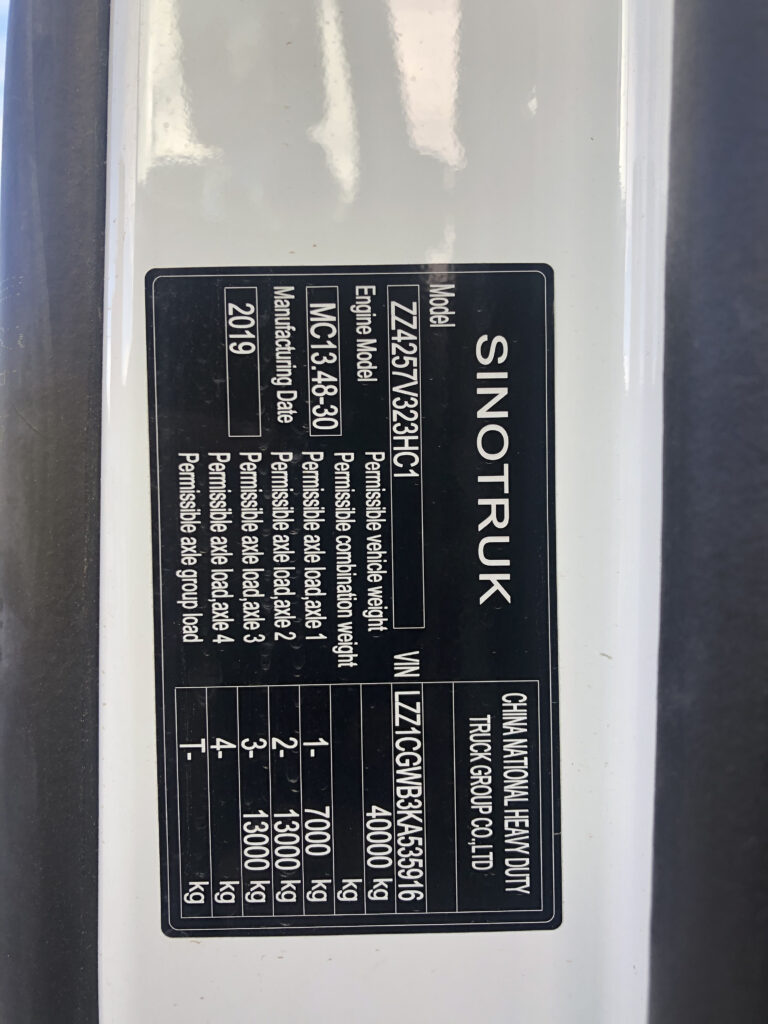 SINOTRUK
CHINA NATIONAL HEAVY DUTY
TRUCK GROUP CO.,LTD
Model
ZZ4257V323HC1
VIN LZZ1CGWB3KA535916
Engine Model
MC13.48-30
Manufacturing Date
2019
Permissible vehicle weight 40000 kg
Permissible combination weight kg
Permissible axle load,axle 1 1- 7000 kg
Permissible axle load,axle 2 2- 13000 kg
Permissible axle load,axle 3 3- 13000 kg
Permissible axle load,axle 4 4- kg
Permissible axle group load T- kg